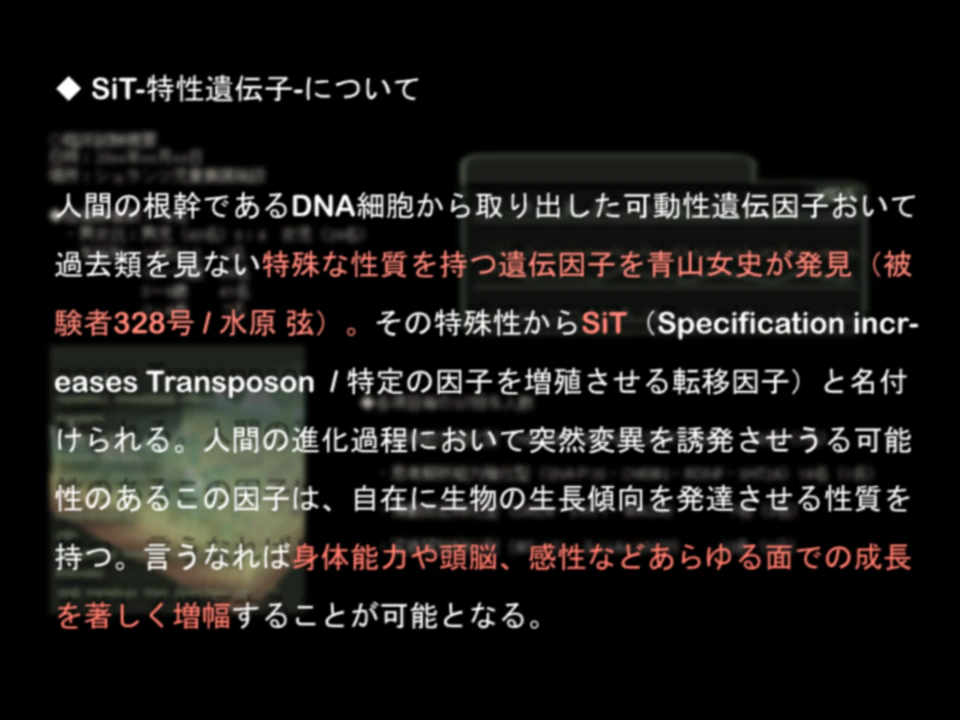 ◆ SiT-特性遺伝子-について
人間の根幹であるDNA細胞から取り出した可動性遺伝因子おいて
過去類を見ない特殊な性質を持つ遺伝因子を青山女史が発見（被
験者328号 / 水原 弦）。その特殊性からSiT（Specification incr-
eases Transposon / 特定の因子を増殖させる転移因子）と名付
けられる。人間の進化過程において突然変異を誘発させうる可能
性のあるこの因子は、自在に生物の生長傾向を発達させる性質を
持つ。言うなれば身体能力や頭脳、感性などあらゆる面での成長
を著しく増幅することが可能となる。